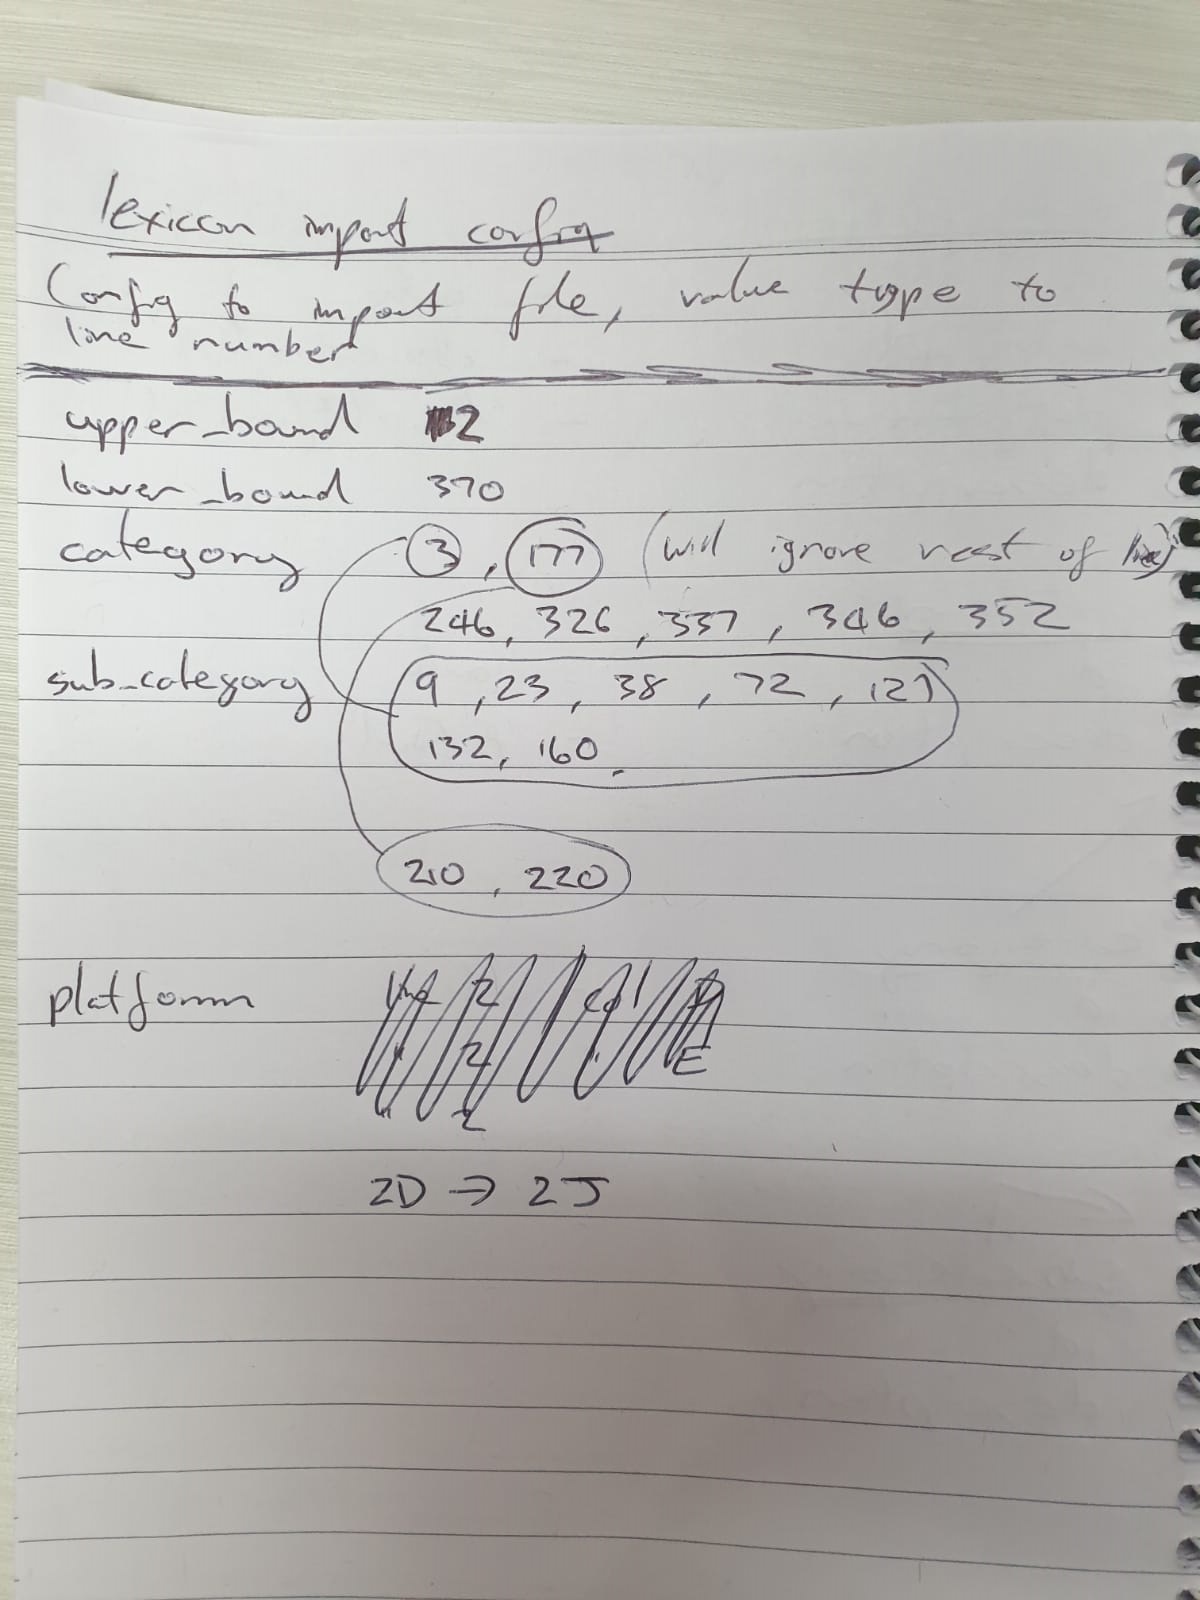 lexicon import config
Config to import file, value type to
line number
upper_bound 2
lower_bound 370
category 3, 177 (will ignore rest of line)
246, 326, 337, 346, 352
sub_category 9, 23, 38, 72, 127
132, 160,
210, 220
platform
2D → 2J